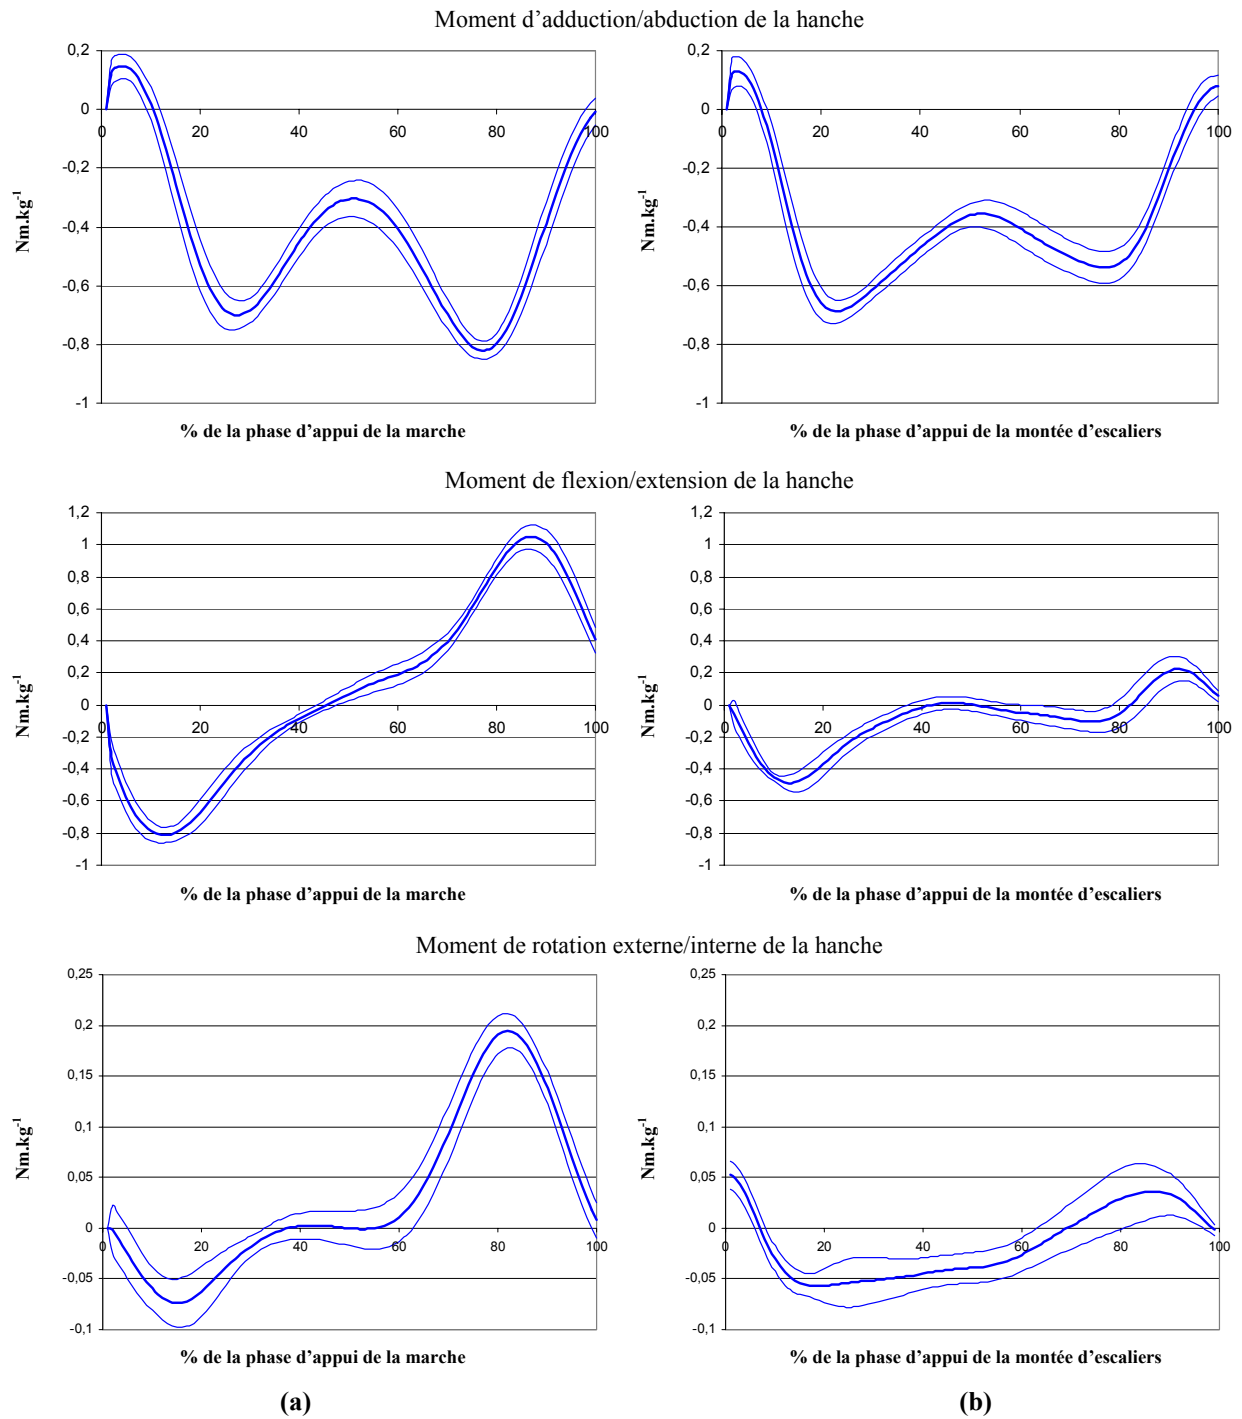 Moment d'adduction/abduction de la hanche
0,2
0
-0,2
-0,4
-0,6
-0,8
-1
0 20 40 60 80 100
Nm.kg-1
% de la phase d'appui de la marche
0,2
0
-0,2
-0,4
-0,6
-0,8
-1
0 20 40 60 80 100
Nm.kg-1
% de la phase d'appui de la montée d'escaliers
Moment de flexion/extension de la hanche
1,2
1
0,8
0,6
0,4
0,2
0
-0,2
-0,4
-0,6
-0,8
-1
0 20 40 60 80 100
Nm.kg-1
% de la phase d'appui de la marche
1,2
1
0,8
0,6
0,4
0,2
0
-0,2
-0,4
-0,6
-0,8
-1
0 20 40 60 80 100
Nm.kg-1
% de la phase d'appui de la montée d'escaliers
Moment de rotation externe/interne de la hanche
0,25
0,2
0,15
0,1
0,05
0
-0,05
-0,1
0 20 40 60 80 100
Nm.kg-1
% de la phase d'appui de la marche
0,25
0,2
0,15
0,1
0,05
0
-0,05
-0,1
0 20 40 60 80 100
Nm.kg-1
% de la phase d'appui de la montée d'escaliers
(a) (b)